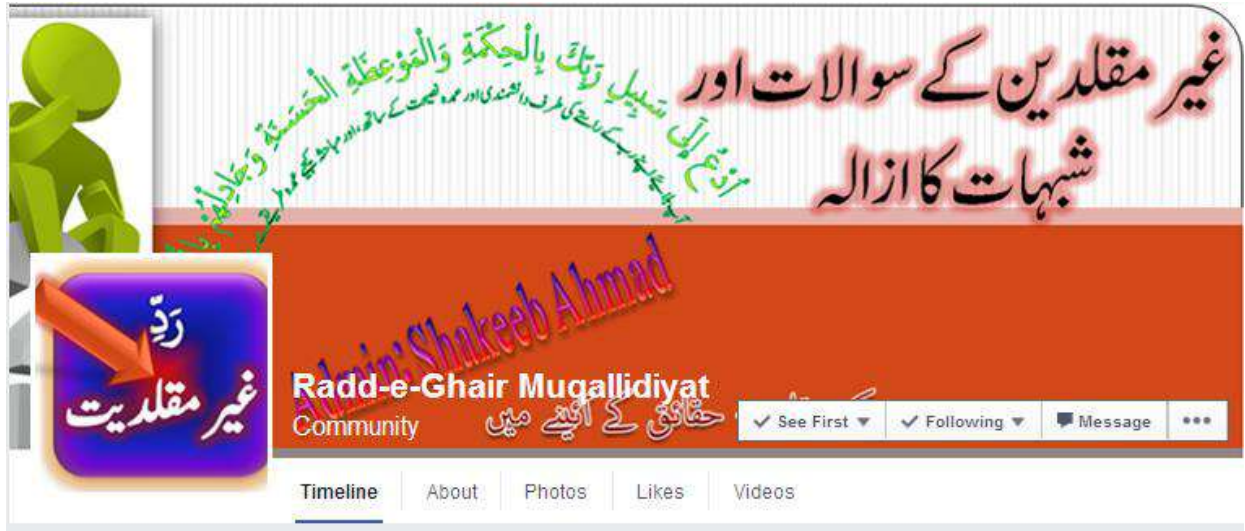 غیر مقلدین کے سوالات اور
شبہات کا ازالہ
اُدْعُ إِلَى سَبِيلِ رَبِّكَ بِالْحِكْمَةِ وَالْمَوْعِظَةِ الْحَسَنَةِ وَجَادِلْهُمْ
رَدِّ
غیر مقلدیت
Admin: Shakeeb Ahmad
Radd-e-Ghair Muqallidiyat
Community
حقائق کے آئینے میں
See First
Following
Message
Timeline
About
Photos
Likes
Videos